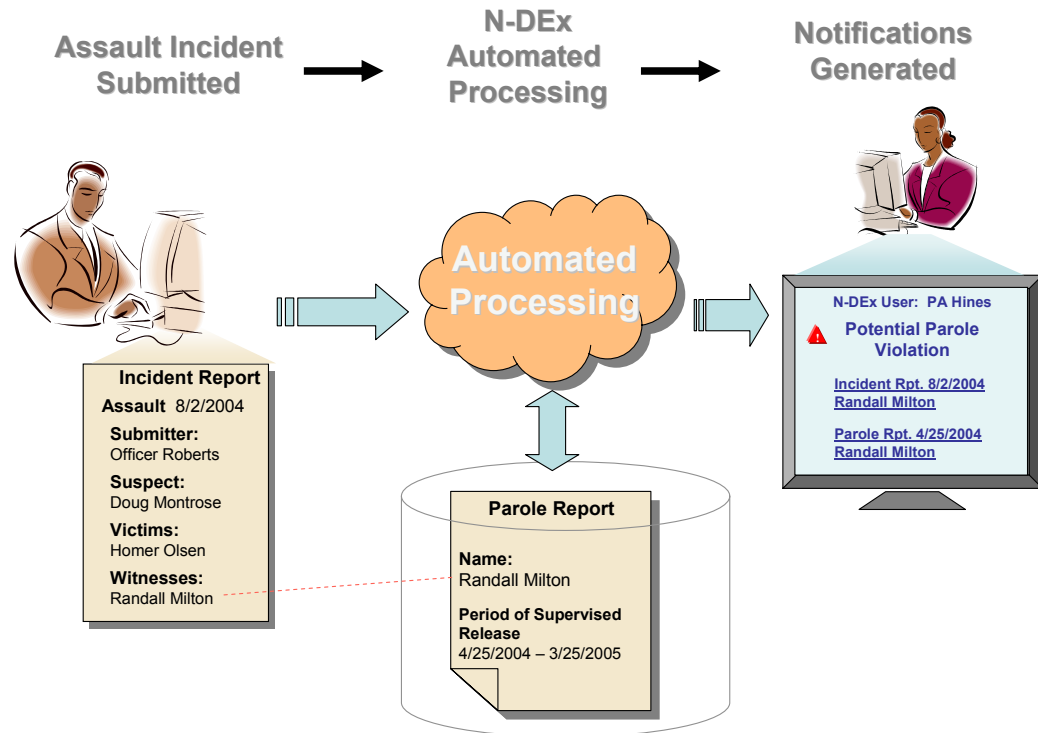 Assault Incident
Submitted
N-DEx
Automated
Processing
Notifications
Generated
Automated
Processing
Incident Report
Assault 8/2/2004
Submitter:
Officer Roberts
Suspect:
Doug Montrose
Victims:
Homer Olsen
Witnesses:
Randall Milton
Parole Report
Name:
Randall Milton
Period of Supervised
Release
4/25/2004 – 3/25/2005
N-DEx User: PA Hines
! Potential Parole
Violation
Incident Rpt. 8/2/2004
Randall Milton
Parole Rpt. 4/25/2004
Randall Milton